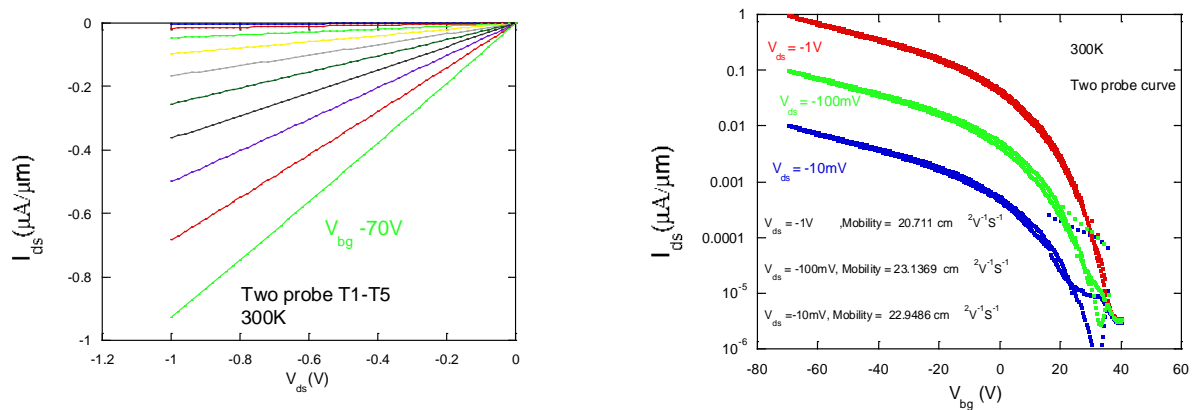 0
-0.2
-0.4
-0.6
-0.8
-1
-1.2
-1
-0.8
-0.6
-0.4
-0.2
0
I_ds (μA/μm)
V_ds(V)
V_bg -70V
Two probe T1-T5
300K
1
0.1
0.01
0.001
0.0001
10^-5
10^-6
-80
-60
-40
-20
0
20
40
60
I_ds (μA/μm)
V_bg (V)
V_ds = -1V
300K
Two probe curve
V_ds = -100mV
V_ds = -10mV
V_ds = -1V ,Mobility = 20.711 cm ^2V^-1S^-1
V_ds = -100mV, Mobility = 23.1369 cm ^2V^-1S^-1
V_ds =-10mV, Mobility = 22.9486 cm ^2V^-1S^-1